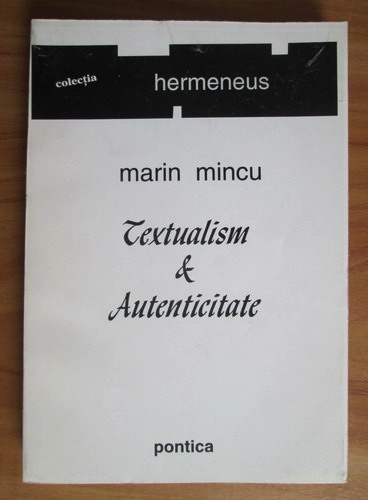 colecția
hermeneus
marin mincu
Textualism
&
Autenticitate
pontica